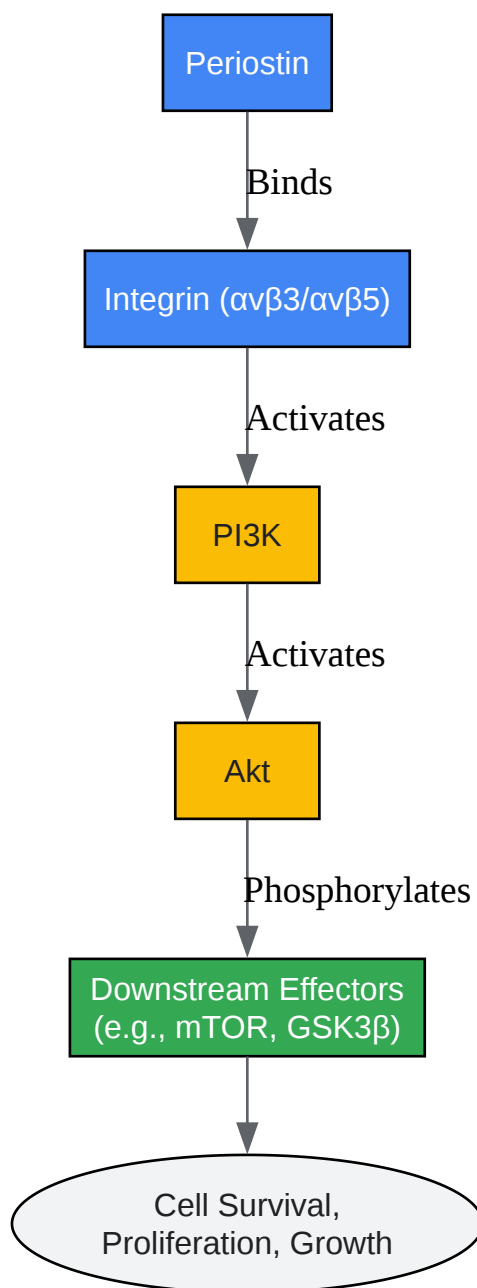 Periostin
Binds
Integrin (αvβ3/αvβ5)
Activates
PI3K
Activates
Akt
Phosphorylates
Downstream Effectors
(e.g., mTOR, GSK3β)
Cell Survival,
Proliferation, Growth